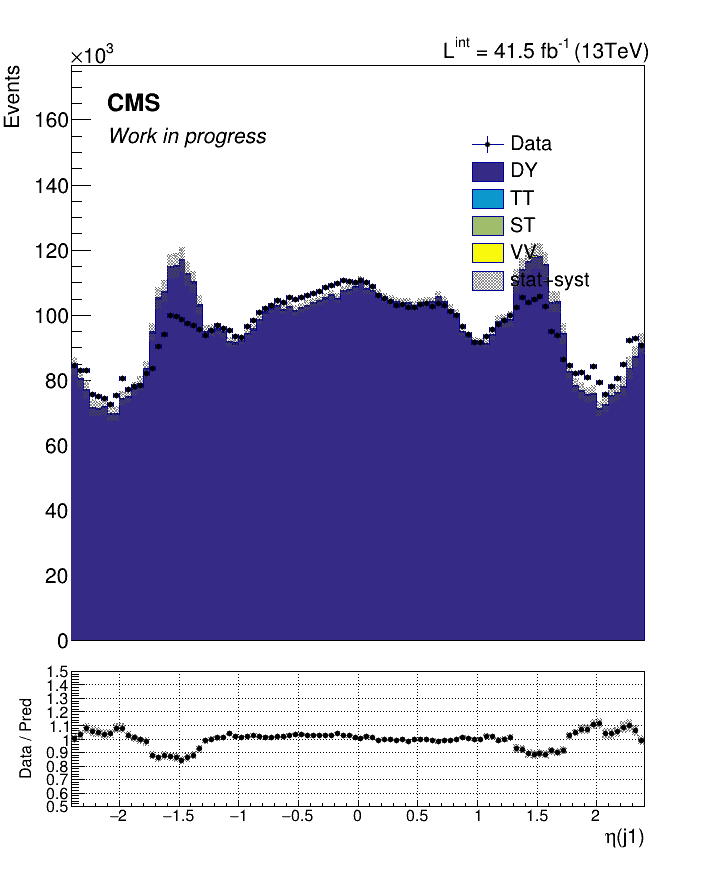 ×10³
L^int = 41.5 fb⁻¹ (13TeV)
Events
CMS
Work in progress
Data
DY
TT
ST
VV
stat+syst
160
140
120
100
80
60
40
20
0
Data / Pred
1.5
1.4
1.3
1.2
1.1
1
0.9
0.8
0.7
0.6
0.5
−2 −1.5 −1 −0.5 0 0.5 1 1.5 2
η(j1)